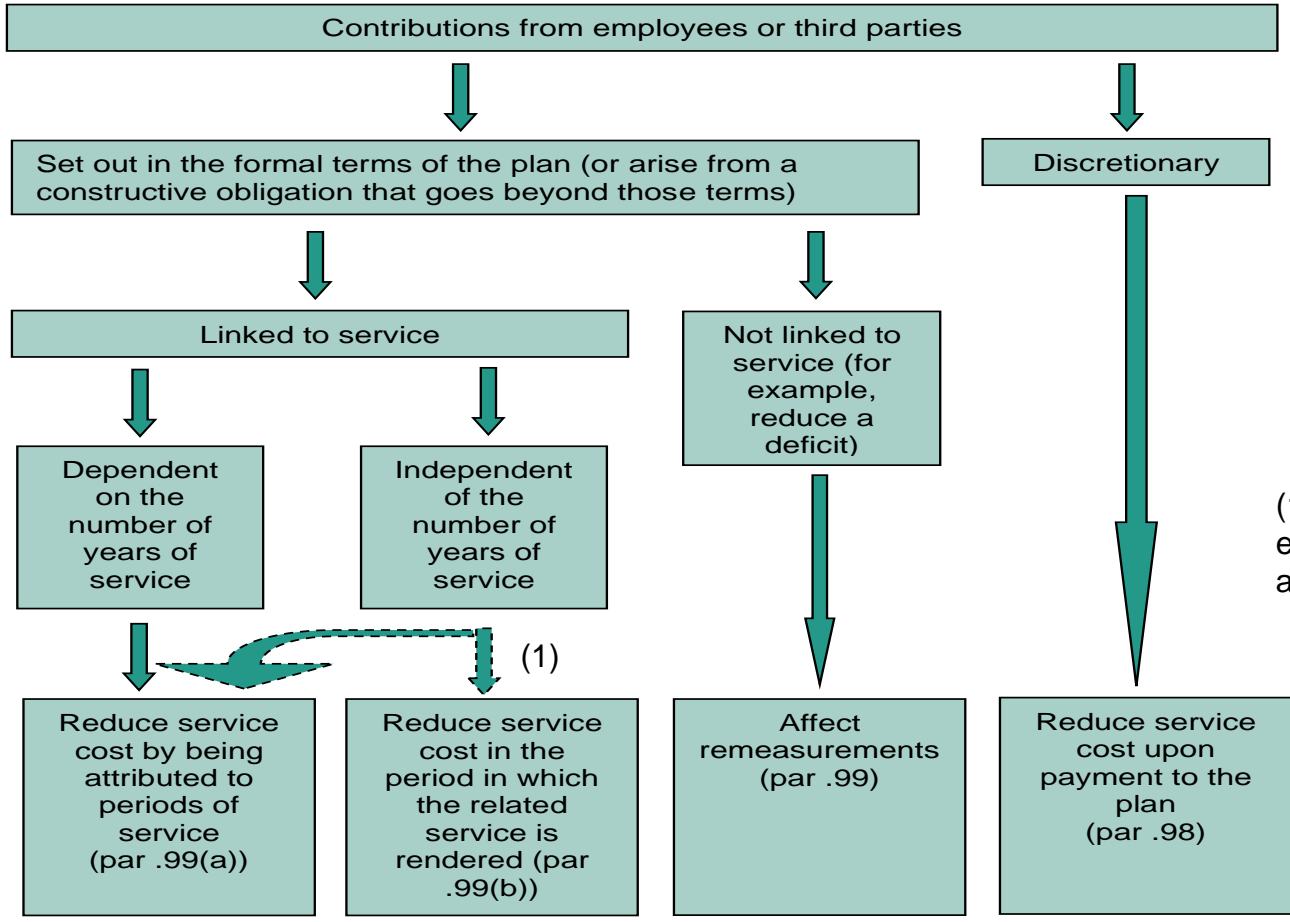 Contributions from employees or third parties
Set out in the formal terms of the plan (or arise from a
constructive obligation that goes beyond those terms)
Discretionary
Linked to service
Not linked to
service (for
example,
reduce a
deficit)
Dependent
on the
number of
years of
service
Independent
of the
number of
years of
service
(1)
Reduce service
cost by being
attributed to
periods of
service
(par .99(a))
Reduce service
cost in the
period in which
the related
service is
rendered (par
.99(b))
Affect
remeasurements
(par .99)
Reduce service
cost upon
payment to the
plan
(par .98)